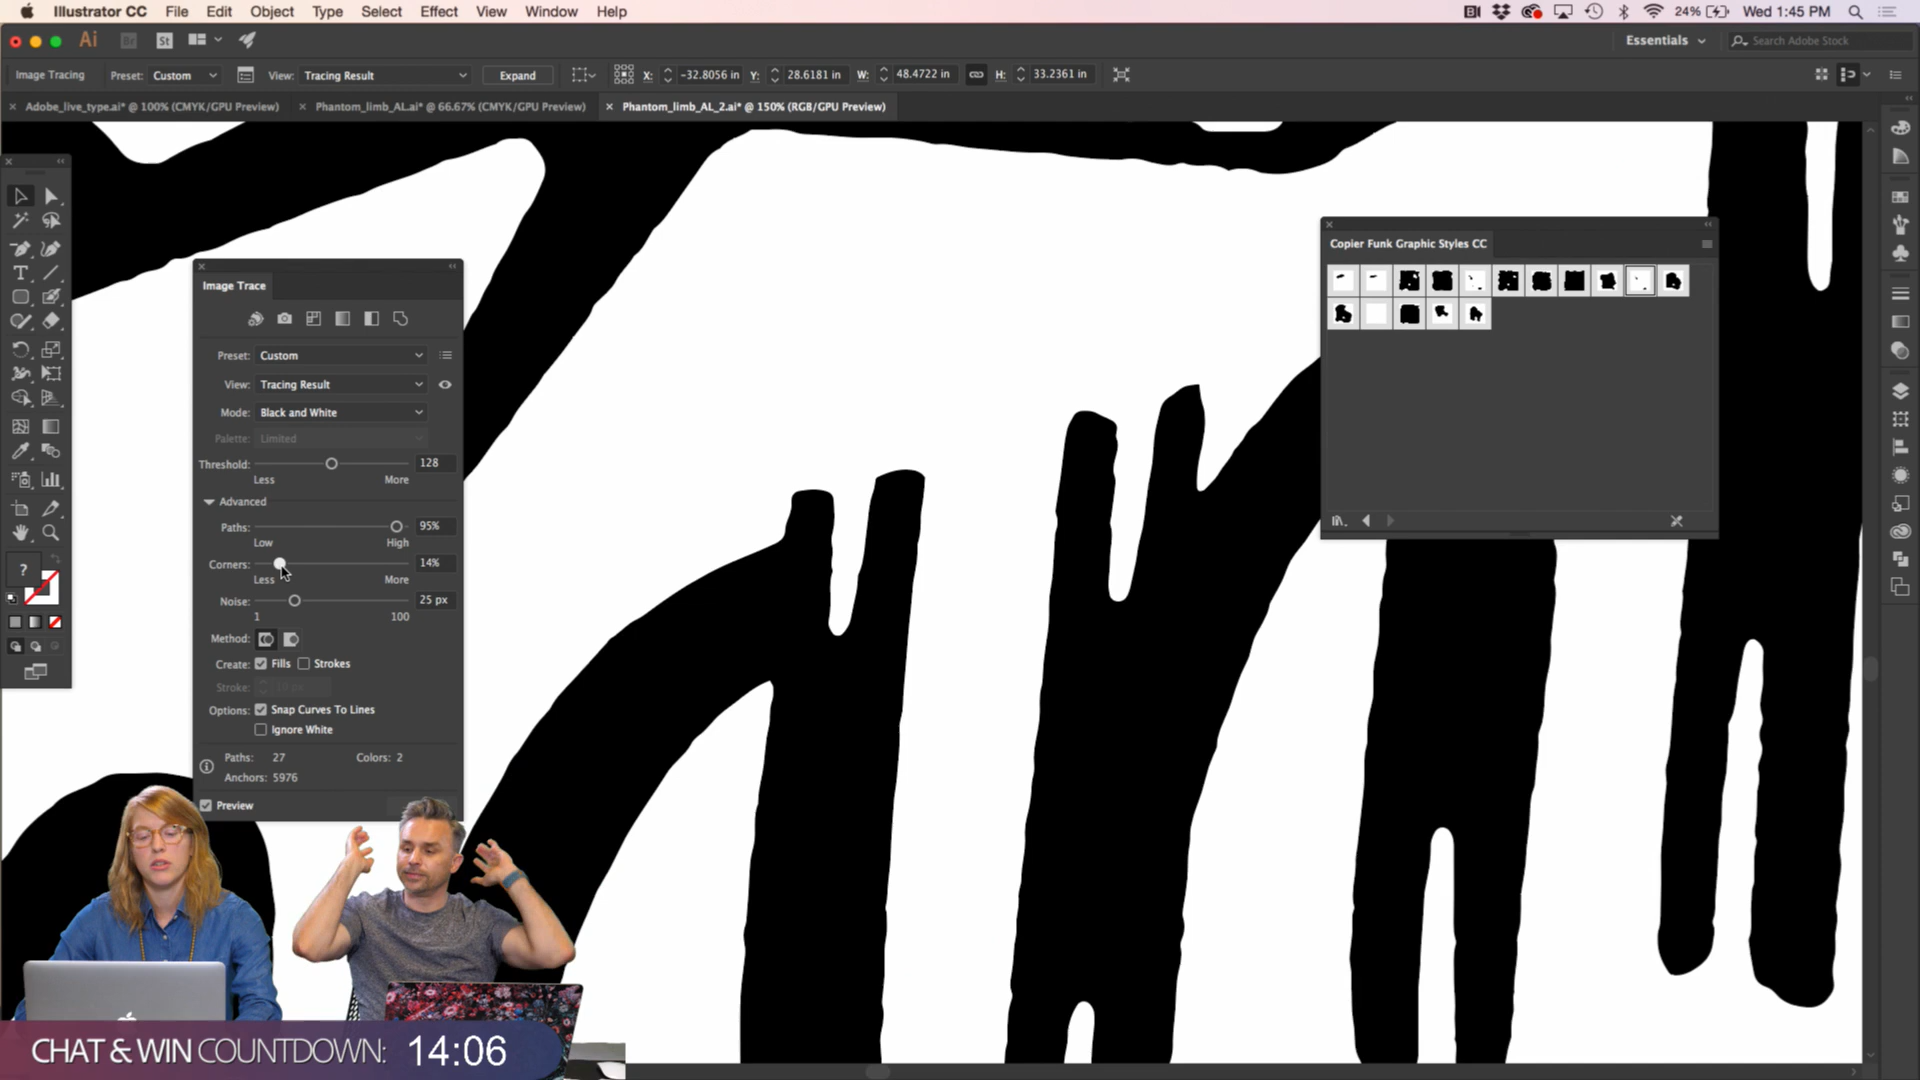 Illustrator CC File Edit Object Type Select Effect View Window Help
24% Wed 1:45 PM
Ai Br St
Essentials
Search Adobe Stock
Image Tracing Preset: Custom View: Tracing Result Expand X: -32.8056 in Y: 28.6181 in W: 48.4722 in H: 33.2361 in
Adobe_live_type.ai* @ 100% (CMYK/GPU Preview)
Phantom_limb_AL.ai* @ 66.67% (CMYK/GPU Preview)
Phantom_limb_AL_2.ai* @ 150% (RGB/GPU Preview)
Copier Funk Graphic Styles CC
Image Trace
Preset: Custom
View: Tracing Result
Mode: Black and White
Palette: Limited
Threshold: 128
Less More
Advanced
Paths: 95%
Low High
Corners: 14%
Less More
Noise: 25 px
1 100
Method:
Create: Fills Strokes
Stroke:
Options: Snap Curves To Lines
Ignore White
Paths: 27 Colors: 2
Anchors: 5976
Preview
CHAT & WIN COUNTDOWN: 14:06